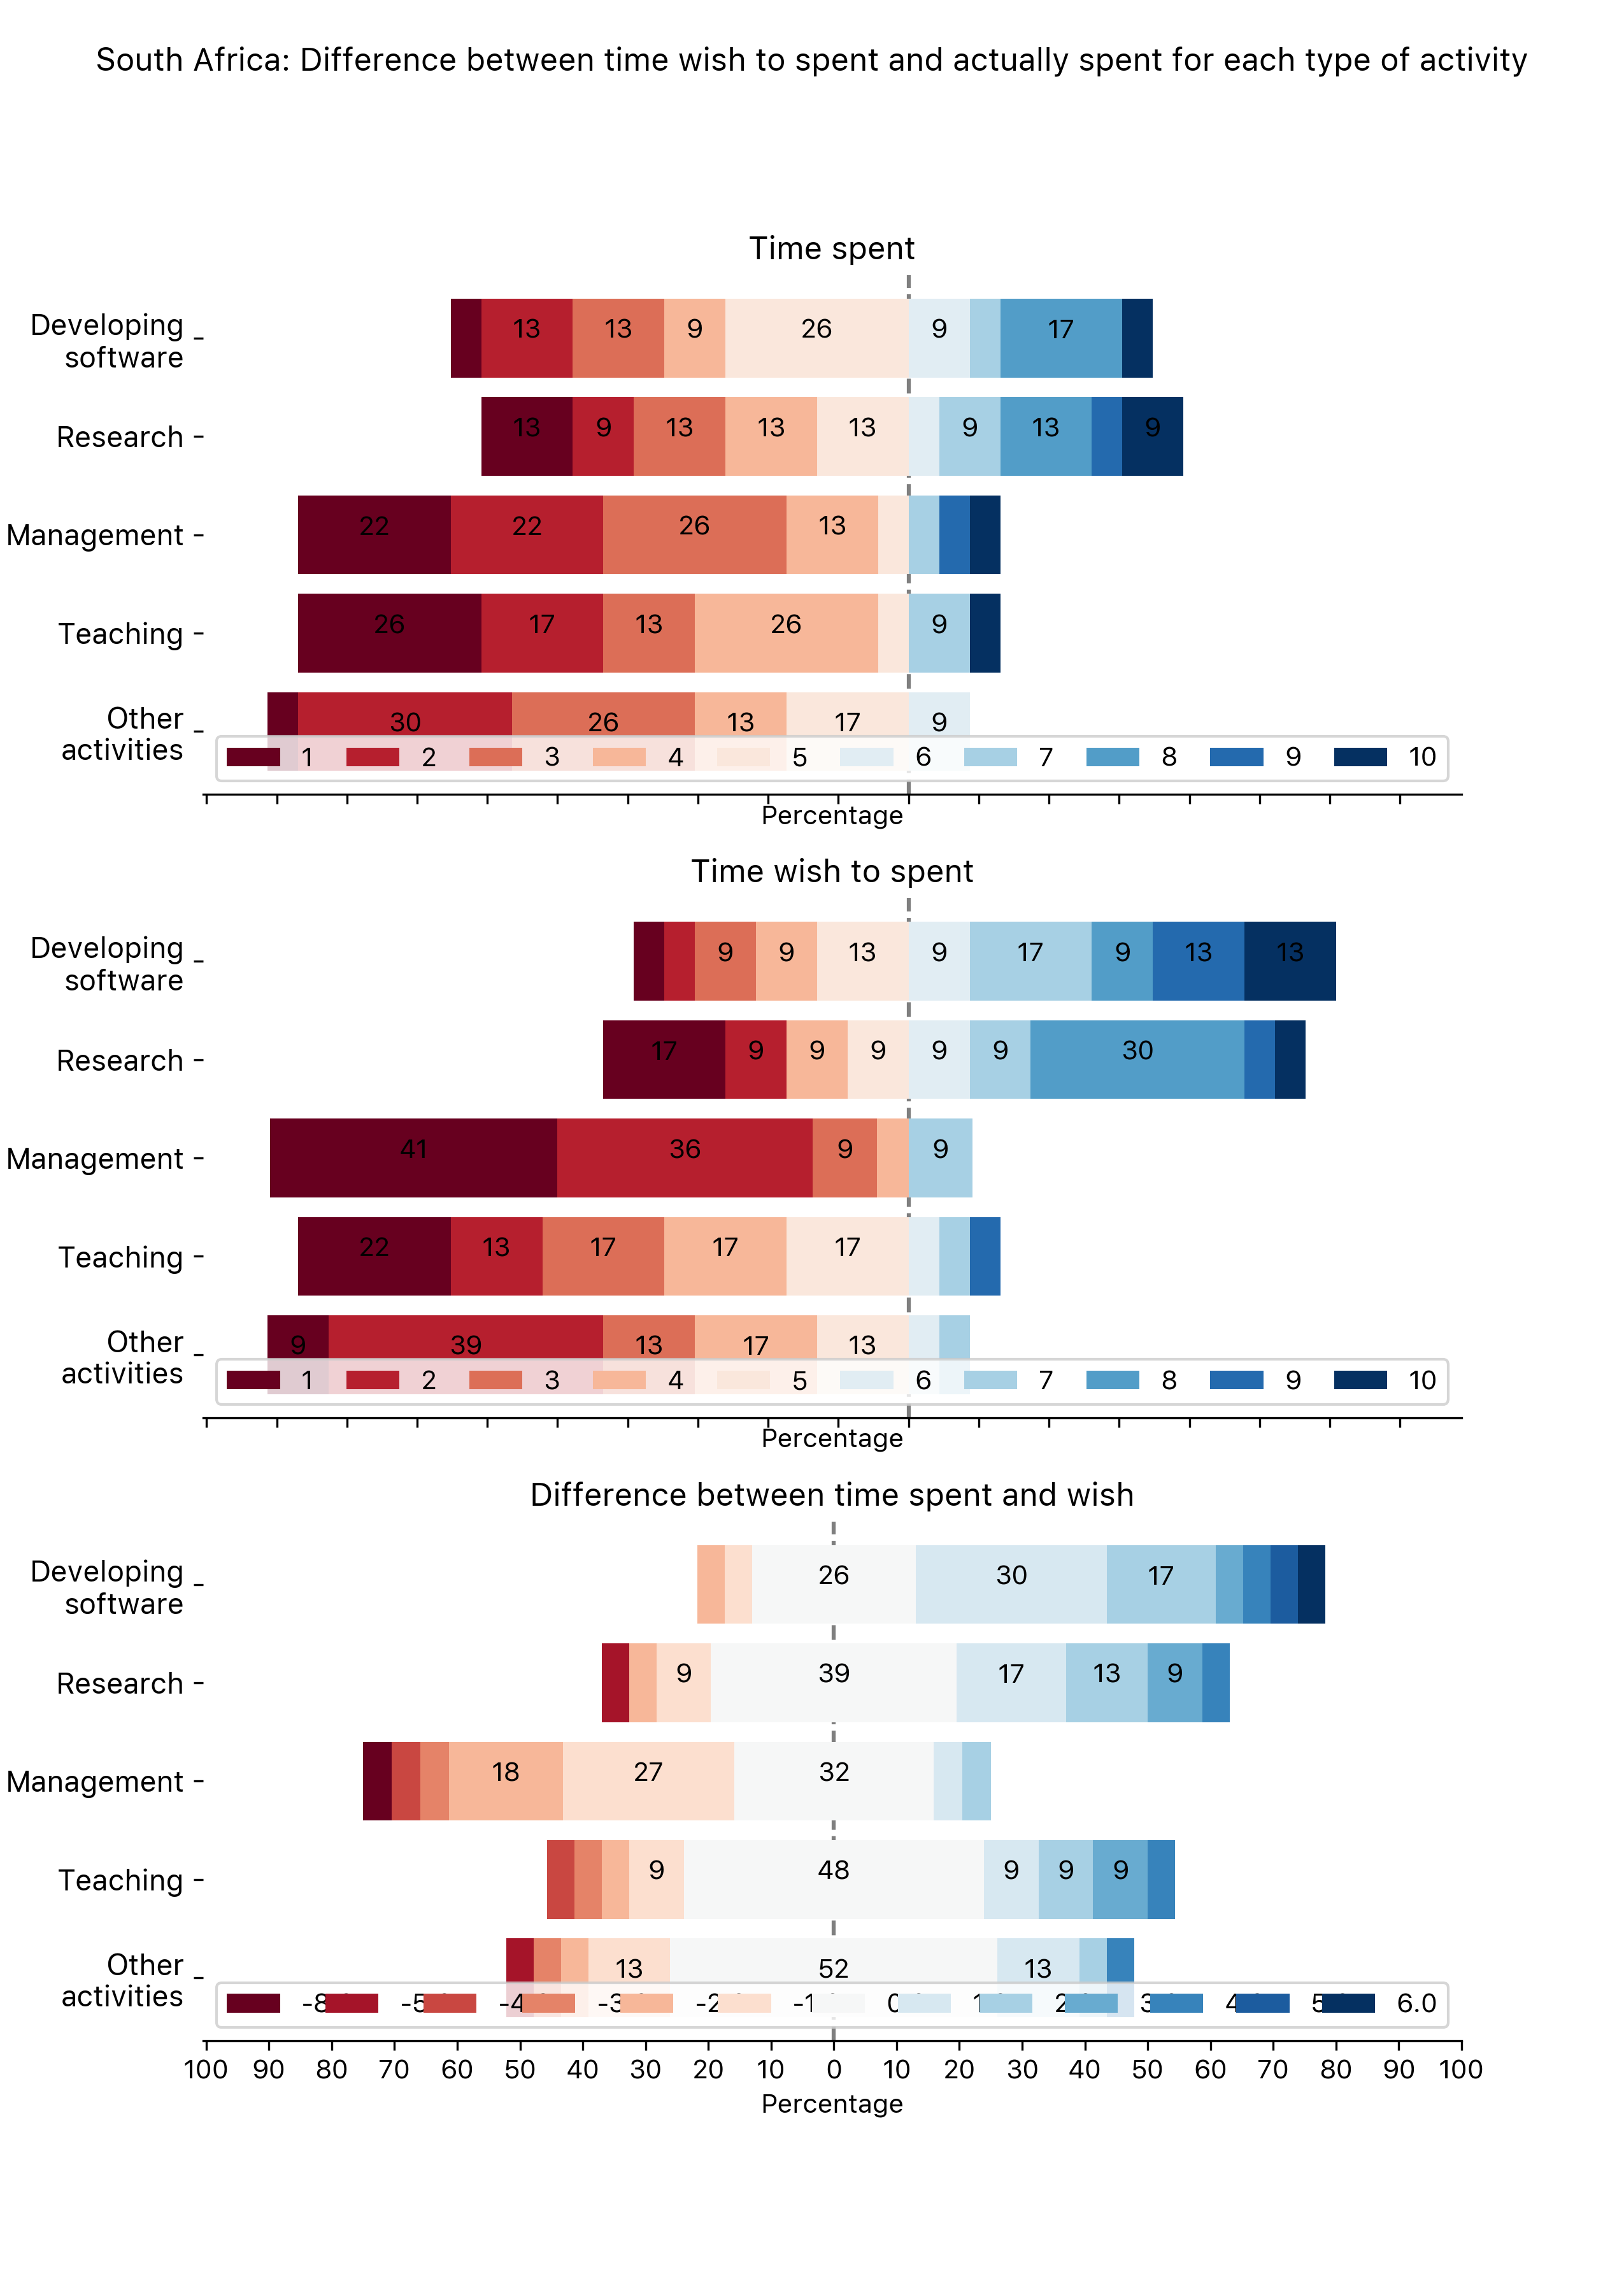 South Africa: Difference between time wish to spent and actually spent for each type of activity
Time spent
Developing
software
13 13 9 26 9 17
Research
13 9 13 13 13 9 13 9
Management
22 22 26 13
Teaching
26 17 13 26 9
Other
activities
30 26 13 17 9
1 2 3 4 5 6 7 8 9 10
Percentage
Time wish to spent
Developing
software
9 9 13 9 17 9 13 13
Research
17 9 9 9 9 9 30
Management
41 36 9 9
Teaching
22 13 17 17 17
Other
activities
9 39 13 17 13
1 2 3 4 5 6 7 8 9 10
Percentage
Difference between time spent and wish
Developing
software
26 30 17
Research
9 39 17 13 9
Management
18 27 32
Teaching
9 48 9 9 9
Other
activities
13 52 13
6.0
100 90 80 70 60 50 40 30 20 10 0 10 20 30 40 50 60 70 80 90 100
Percentage